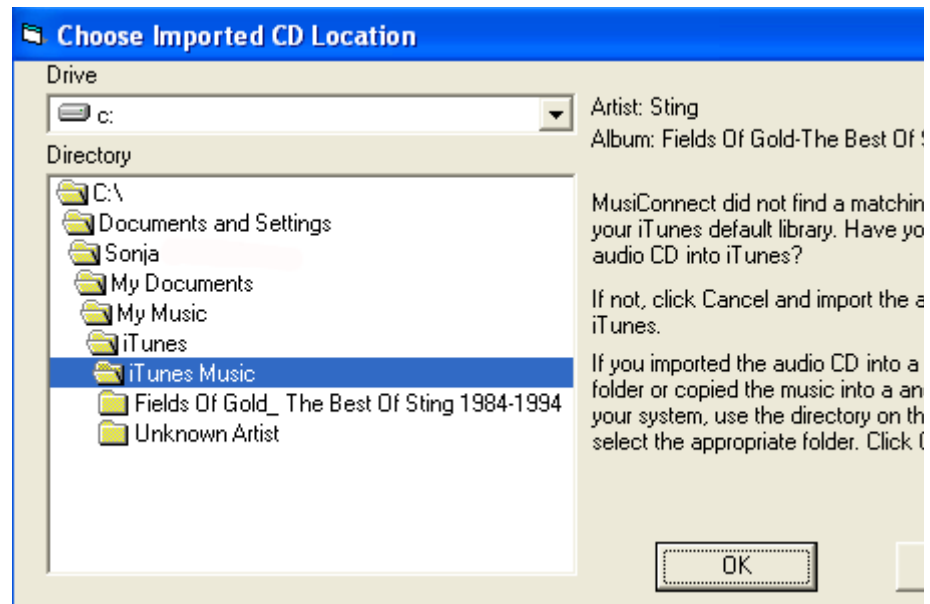 Choose Imported CD Location
Drive
c:
Directory
C:\
Documents and Settings
Sonja
My Documents
My Music
iTunes
iTunes Music
Fields Of Gold_ The Best Of Sting 1984-1994
Unknown Artist
Artist: Sting
Album: Fields Of Gold-The Best Of
MusiConnect did not find a matchin
your iTunes default library. Have yo
audio CD into iTunes?
If not, click Cancel and import the a
iTunes.
If you imported the audio CD into a
folder or copied the music into a an
your system, use the directory on th
select the appropriate folder. Click
OK